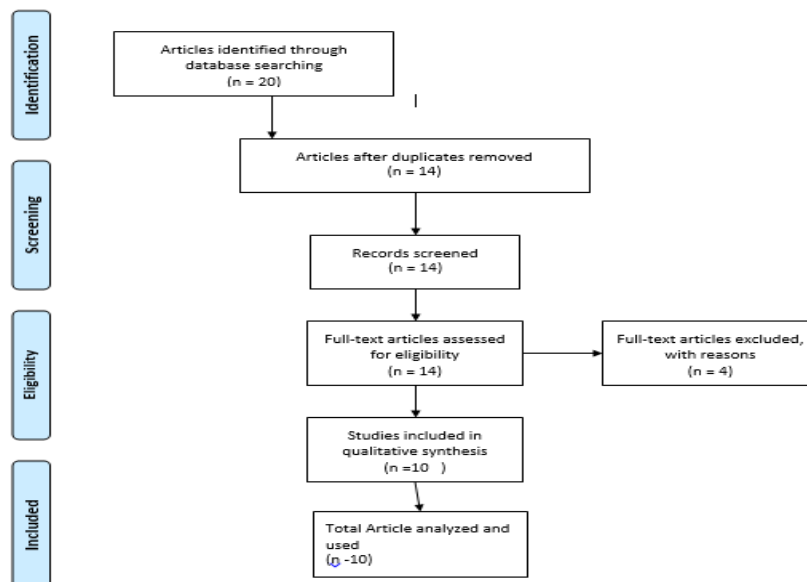 Identification
Articles identified through
database searching
(n = 20)
Articles after duplicates removed
(n = 14)
Screening
Records screened
(n = 14)
Eligibility
Full-text articles assessed
for eligibility
(n = 14)
Full-text articles excluded,
with reasons
(n = 4)
Studies included in
qualitative synthesis
(n =10 )
Included
Total Article analyzed and
used
(n -10)